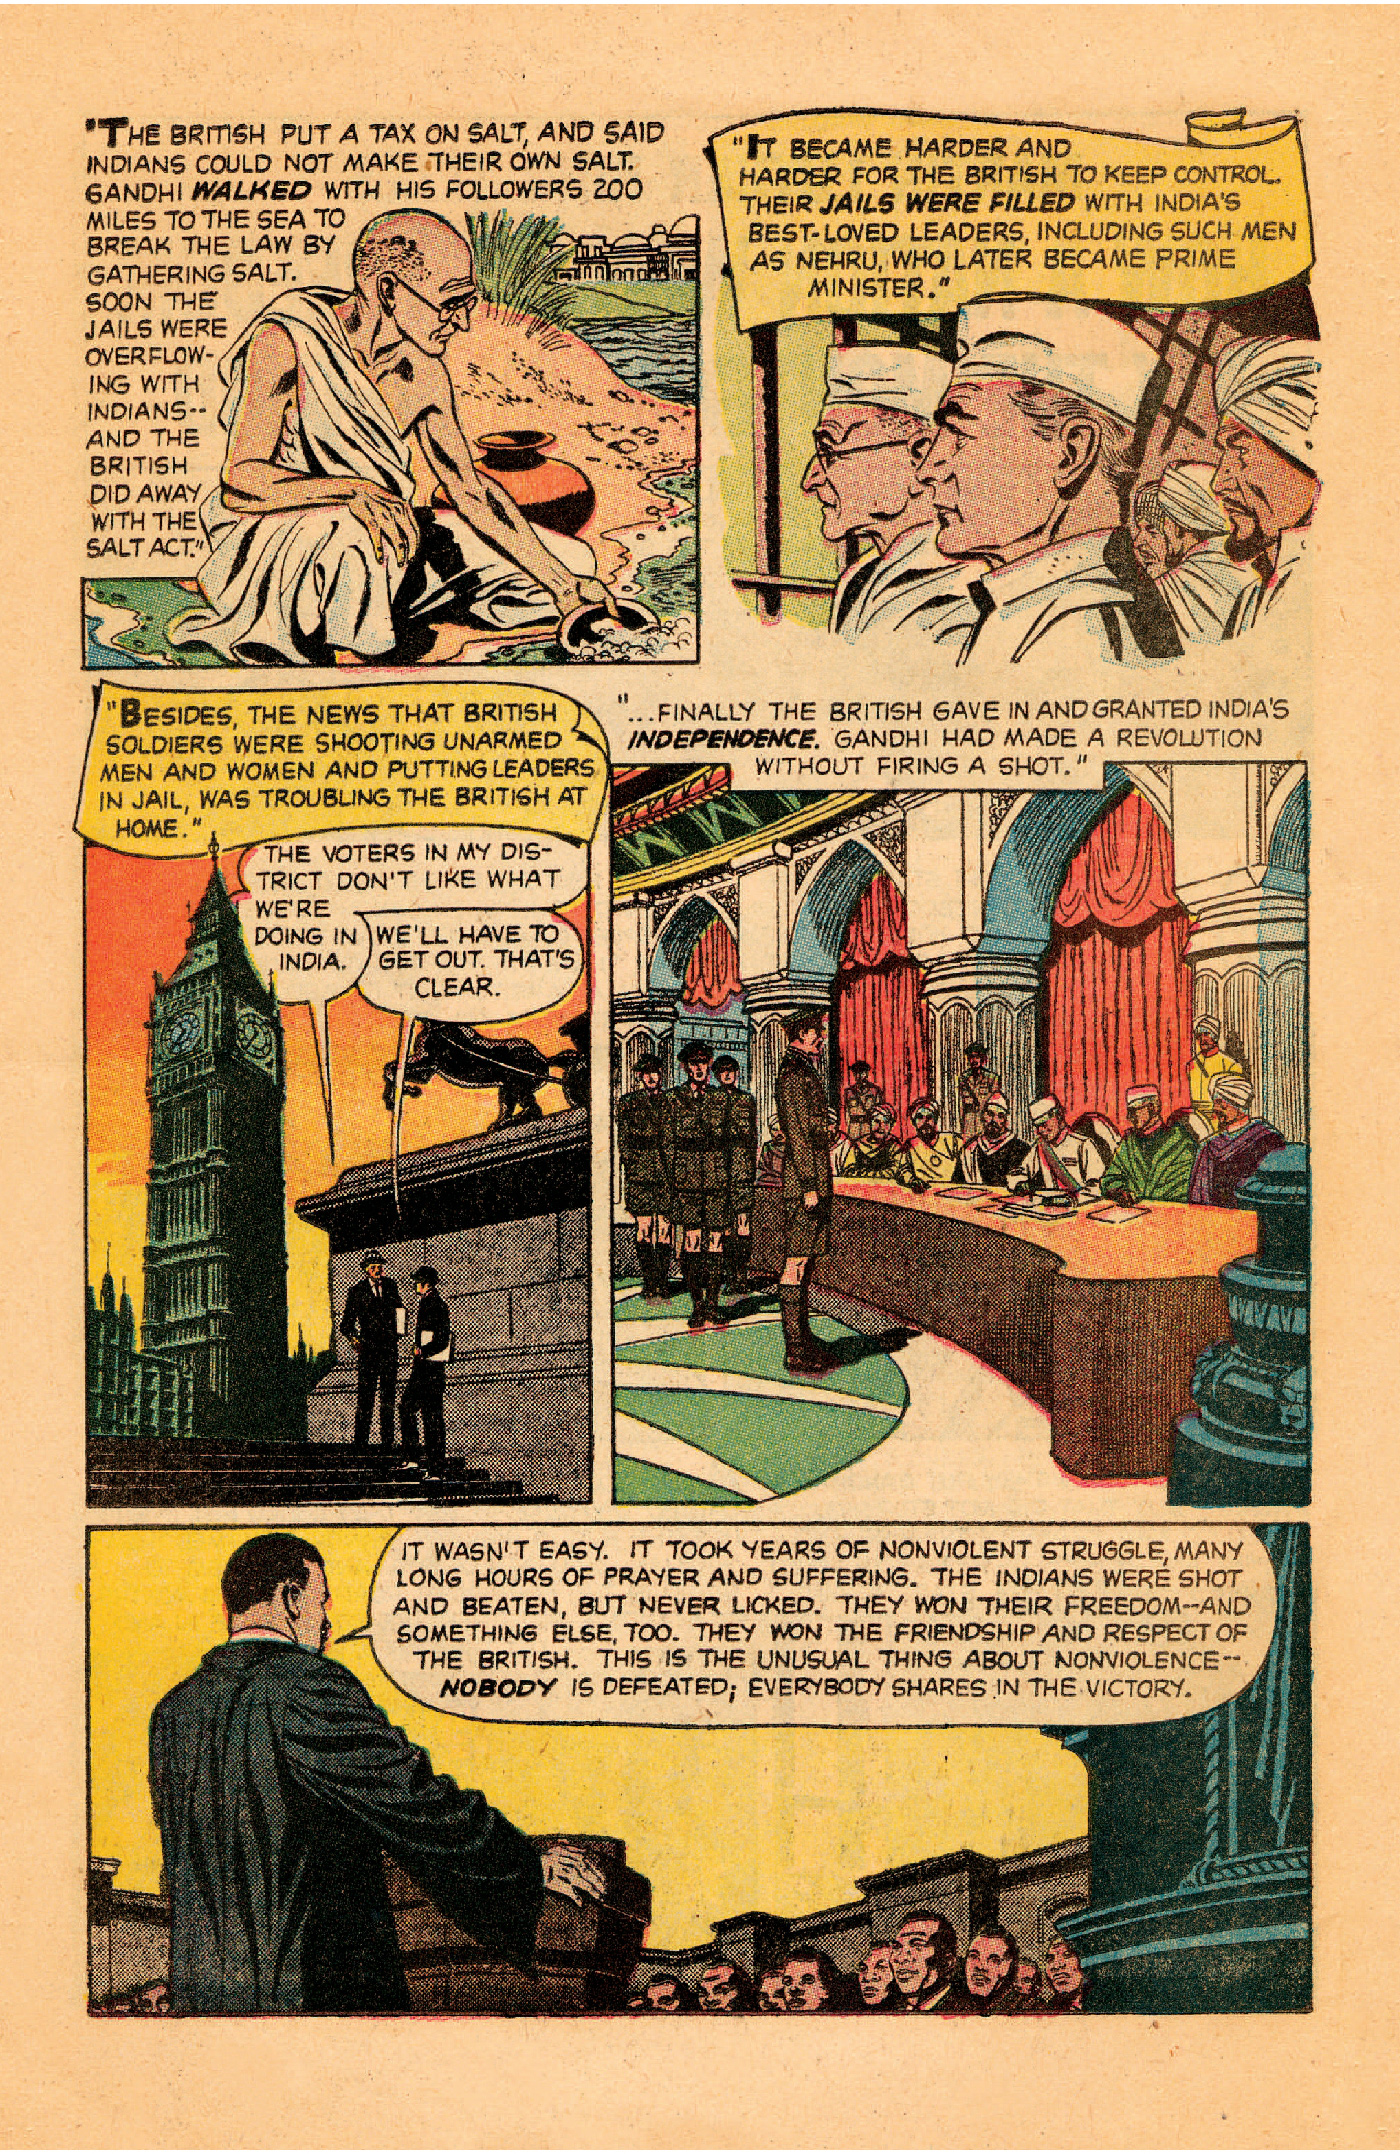 "THE BRITISH PUT A TAX ON SALT, AND SAID
INDIANS COULD NOT MAKE THEIR OWN SALT.
GANDHI WALKED WITH HIS FOLLOWERS 200
MILES TO THE SEA TO
BREAK THE LAW BY
GATHERING SALT.
SOON THE
JAILS WERE
OVERFLOW-
ING WITH
INDIANS--
AND THE
BRITISH
DID AWAY
WITH THE
SALT ACT."
"IT BECAME HARDER AND
HARDER FOR THE BRITISH TO KEEP CONTROL.
THEIR JAILS WERE FILLED WITH INDIA'S
BEST-LOVED LEADERS, INCLUDING SUCH MEN
AS NEHRU, WHO LATER BECAME PRIME
MINISTER."
"BESIDES, THE NEWS THAT BRITISH
SOLDIERS WERE SHOOTING UNARMED
MEN AND WOMEN AND PUTTING LEADERS
IN JAIL, WAS TROUBLING THE BRITISH AT
HOME."
THE VOTERS IN MY DIS-
TRICT DON'T LIKE WHAT
WE'RE
DOING IN
INDIA.
WE'LL HAVE TO
GET OUT. THAT'S
CLEAR.
"...FINALLY THE BRITISH GAVE IN AND GRANTED INDIA'S
INDEPENDENCE. GANDHI HAD MADE A REVOLUTION
WITHOUT FIRING A SHOT."
IT WASN'T EASY. IT TOOK YEARS OF NONVIOLENT STRUGGLE, MANY
LONG HOURS OF PRAYER AND SUFFERING. THE INDIANS WERE SHOT
AND BEATEN, BUT NEVER LICKED. THEY WON THEIR FREEDOM--AND
SOMETHING ELSE, TOO. THEY WON THE FRIENDSHIP AND RESPECT OF
THE BRITISH. THIS IS THE UNUSUAL THING ABOUT NONVIOLENCE--
NOBODY IS DEFEATED; EVERYBODY SHARES IN THE VICTORY.